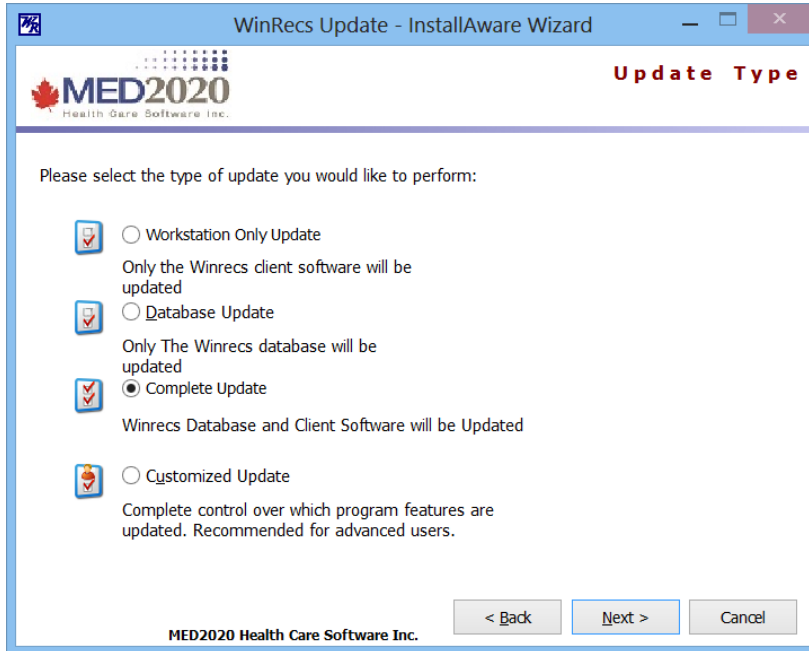 WinRecs Update - InstallAware Wizard
MED2020
Health Care Software Inc.
Update Type
Please select the type of update you would like to perform:
Workstation Only Update
Only the Winrecs client software will be
updated
Database Update
Only The Winrecs database will be
updated
Complete Update
Winrecs Database and Client Software will be Updated
Customized Update
Complete control over which program features are
updated. Recommended for advanced users.
< Back Next > Cancel
MED2020 Health Care Software Inc.